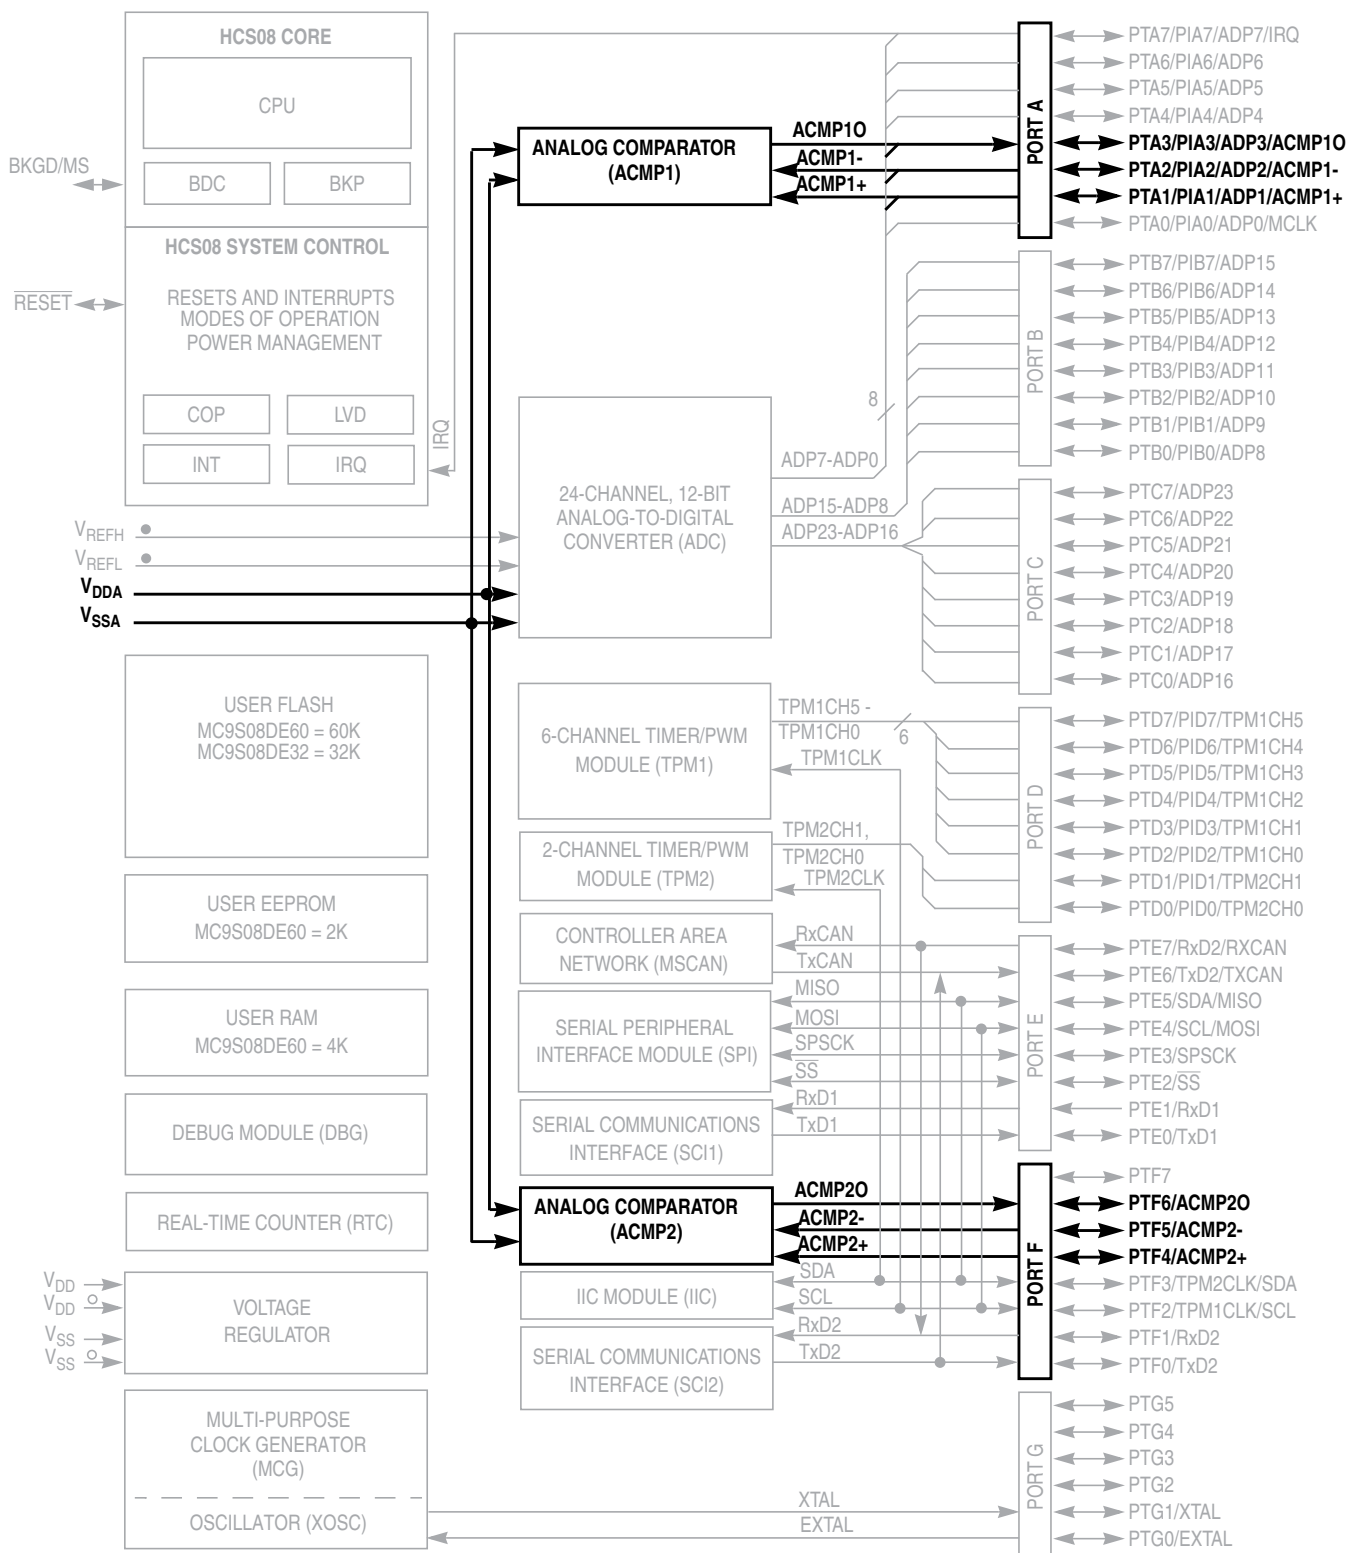 HCS08 CORE
CPU
BDC
BKP
BKGD/MS
HCS08 SYSTEM CONTROL
RESETS AND INTERRUPTS
MODES OF OPERATION
POWER MANAGEMENT
RESET
COP
LVD
INT
IRQ
IRQ
VREFH
VREFL
VDDA
VSSA
USER FLASH
MC9S08DE60 = 60K
MC9S08DE32 = 32K
USER EEPROM
MC9S08DE60 = 2K
USER RAM
MC9S08DE60 = 4K
DEBUG MODULE (DBG)
REAL-TIME COUNTER (RTC)
VDD
VDD
VSS
VSS
VOLTAGE
REGULATOR
MULTI-PURPOSE
CLOCK GENERATOR
(MCG)
OSCILLATOR (XOSC)
ANALOG COMPARATOR
(ACMP1)
ACMP1O
ACMP1-
ACMP1+
24-CHANNEL, 12-BIT
ANALOG-TO-DIGITAL
CONVERTER (ADC)
8
ADP7-ADP0
ADP15-ADP8
ADP23-ADP16
6-CHANNEL TIMER/PWM
MODULE (TPM1)
TPM1CH5 -
TPM1CH0
6
TPM1CLK
2-CHANNEL TIMER/PWM
MODULE (TPM2)
TPM2CH1,
TPM2CH0
TPM2CLK
CONTROLLER AREA
NETWORK (MSCAN)
RxCAN
TxCAN
SERIAL PERIPHERAL
INTERFACE MODULE (SPI)
MISO
MOSI
SPSCK
SS
SERIAL COMMUNICATIONS
INTERFACE (SCI1)
RxD1
TxD1
ANALOG COMPARATOR
(ACMP2)
ACMP2O
ACMP2-
ACMP2+
IIC MODULE (IIC)
SDA
SCL
SERIAL COMMUNICATIONS
INTERFACE (SCI2)
RxD2
TxD2
XTAL
EXTAL
PORT A
PTA7/PIA7/ADP7/IRQ
PTA6/PIA6/ADP6
PTA5/PIA5/ADP5
PTA4/PIA4/ADP4
PTA3/PIA3/ADP3/ACMP1O
PTA2/PIA2/ADP2/ACMP1-
PTA1/PIA1/ADP1/ACMP1+
PTA0/PIA0/ADP0/MCLK
PORT B
PTB7/PIB7/ADP15
PTB6/PIB6/ADP14
PTB5/PIB5/ADP13
PTB4/PIB4/ADP12
PTB3/PIB3/ADP11
PTB2/PIB2/ADP10
PTB1/PIB1/ADP9
PTB0/PIB0/ADP8
PORT C
PTC7/ADP23
PTC6/ADP22
PTC5/ADP21
PTC4/ADP20
PTC3/ADP19
PTC2/ADP18
PTC1/ADP17
PTC0/ADP16
PORT D
PTD7/PID7/TPM1CH5
PTD6/PID6/TPM1CH4
PTD5/PID5/TPM1CH3
PTD4/PID4/TPM1CH2
PTD3/PID3/TPM1CH1
PTD2/PID2/TPM1CH0
PTD1/PID1/TPM2CH1
PTD0/PID0/TPM2CH0
PORT E
PTE7/RxD2/RXCAN
PTE6/TxD2/TXCAN
PTE5/SDA/MISO
PTE4/SCL/MOSI
PTE3/SPSCK
PTE2/SS
PTE1/RxD1
PTE0/TxD1
PORT F
PTF7
PTF6/ACMP2O
PTF5/ACMP2-
PTF4/ACMP2+
PTF3/TPM2CLK/SDA
PTF2/TPM1CLK/SCL
PTF1/RxD2
PTF0/TxD2
PORT G
PTG5
PTG4
PTG3
PTG2
PTG1/XTAL
PTG0/EXTAL